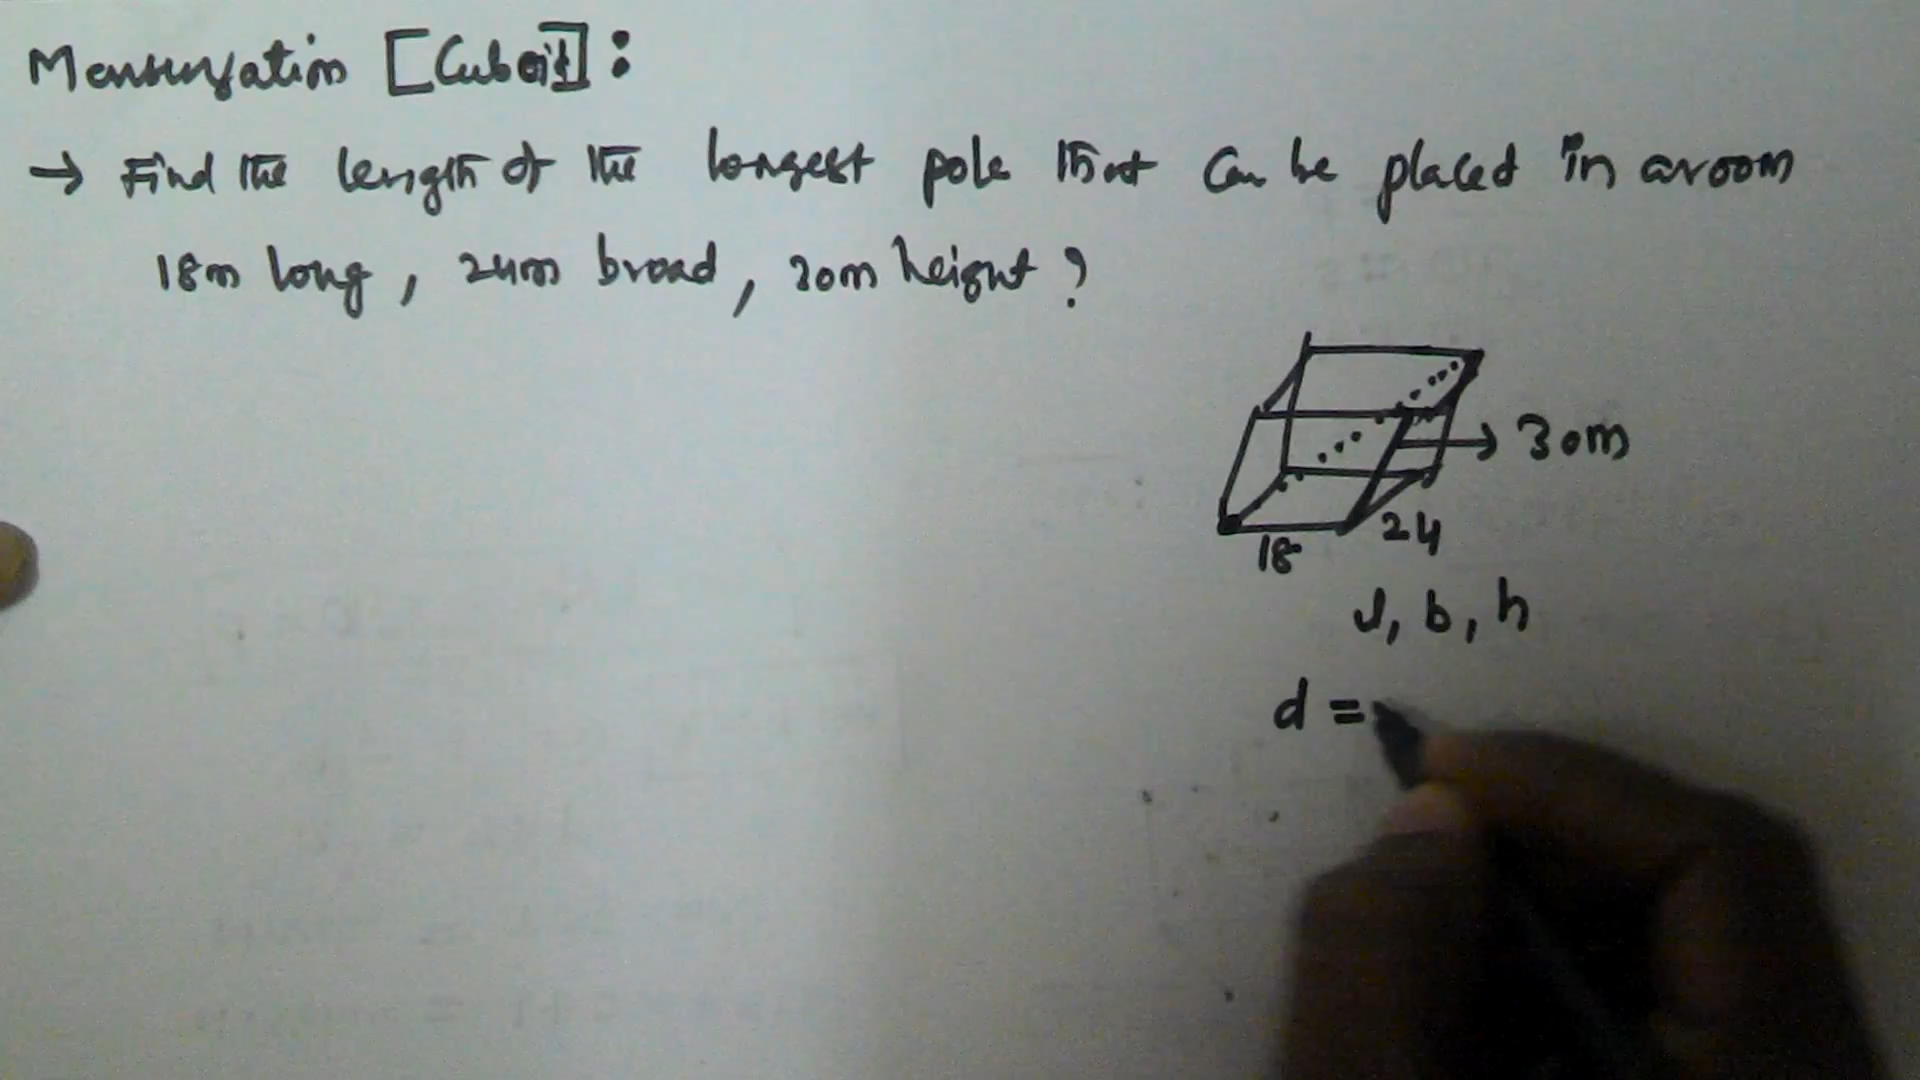 Mensuration [Cuboid]:
→ Find the length of the longest pole that can be placed in a room
18m long, 24m broad, 30m height?
→ 30m
18
24
l, b, h
d =